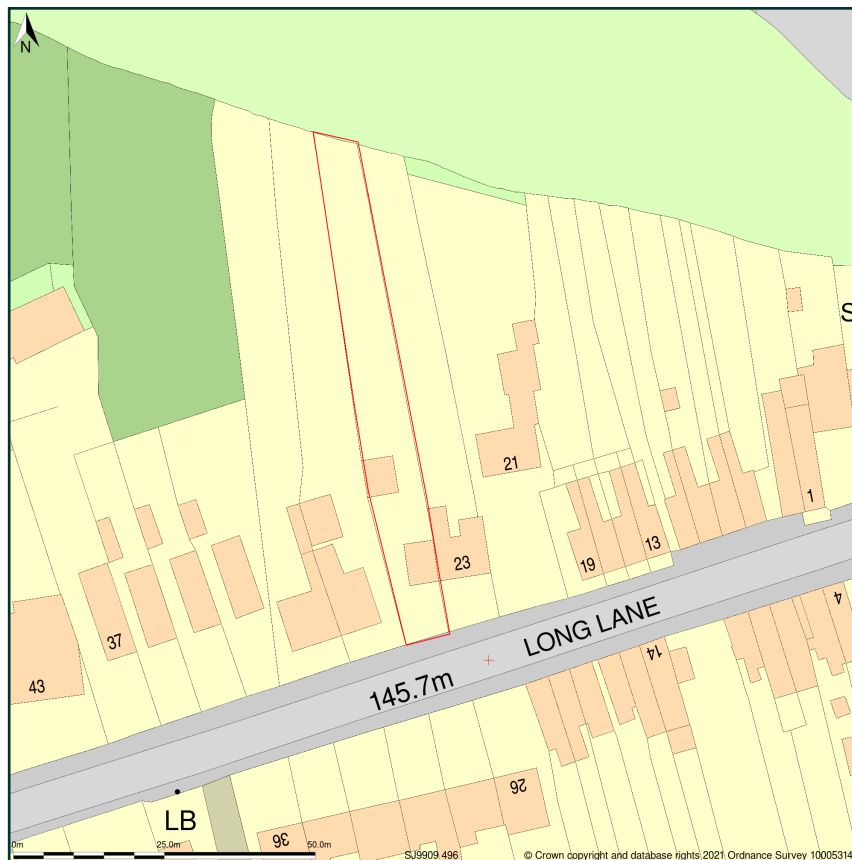 N
S
21
1
19
13
23
37
43
LONG LANE
14
4
145.7m
26
LB
36
0m
25.0m
50.0m
SJ9909 496
© Crown copyright and database rights 2021 Ordnance Survey 10005314